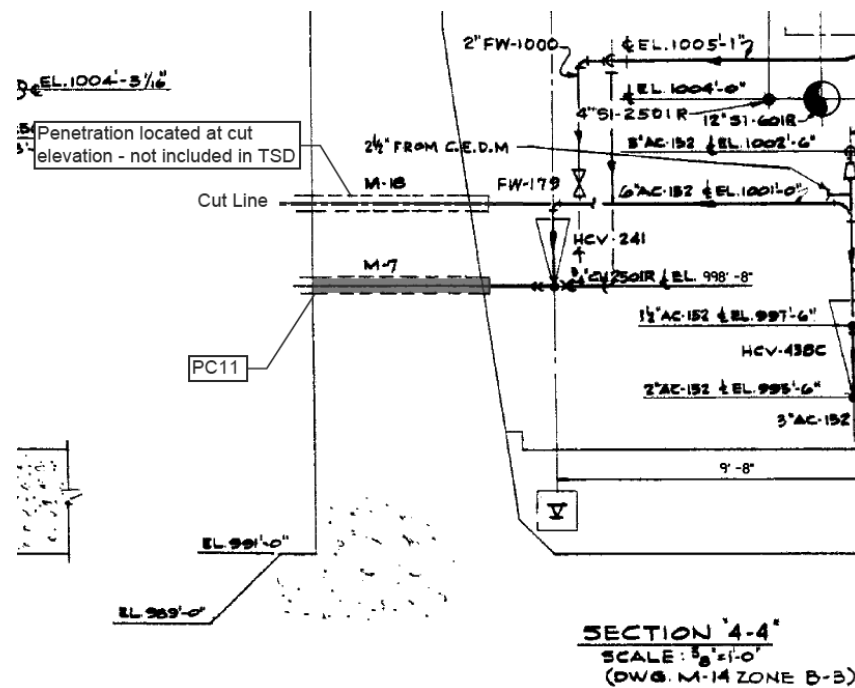 2" FW-1000
℄ EL. 1005'-1"
℄ EL. 1004'-3 1/16"
℄ EL. 1004'-0"
4" SI-2501R
12" SI-601R
Penetration located at cut
elevation - not included in TSD
2½" FROM C.E.D.M
3" AC-152 ℄ EL. 1002'-6"
M-18
FW-179
6" AC-152 ℄ EL. 1001'-0"
Cut Line
HCV-241
M-7
2501R ℄ EL. 998'-8"
1½" AC-152 ℄ EL. 997'-6"
PC11
HCV-438C
2" AC-152 ℄ EL. 995'-6"
3" AC-152
9'-8"
EL. 991'-0"
EL. 989'-0"
SECTION "4-4"
SCALE: 3/8"=1'-0"
(DWG. M-14 ZONE B-3)